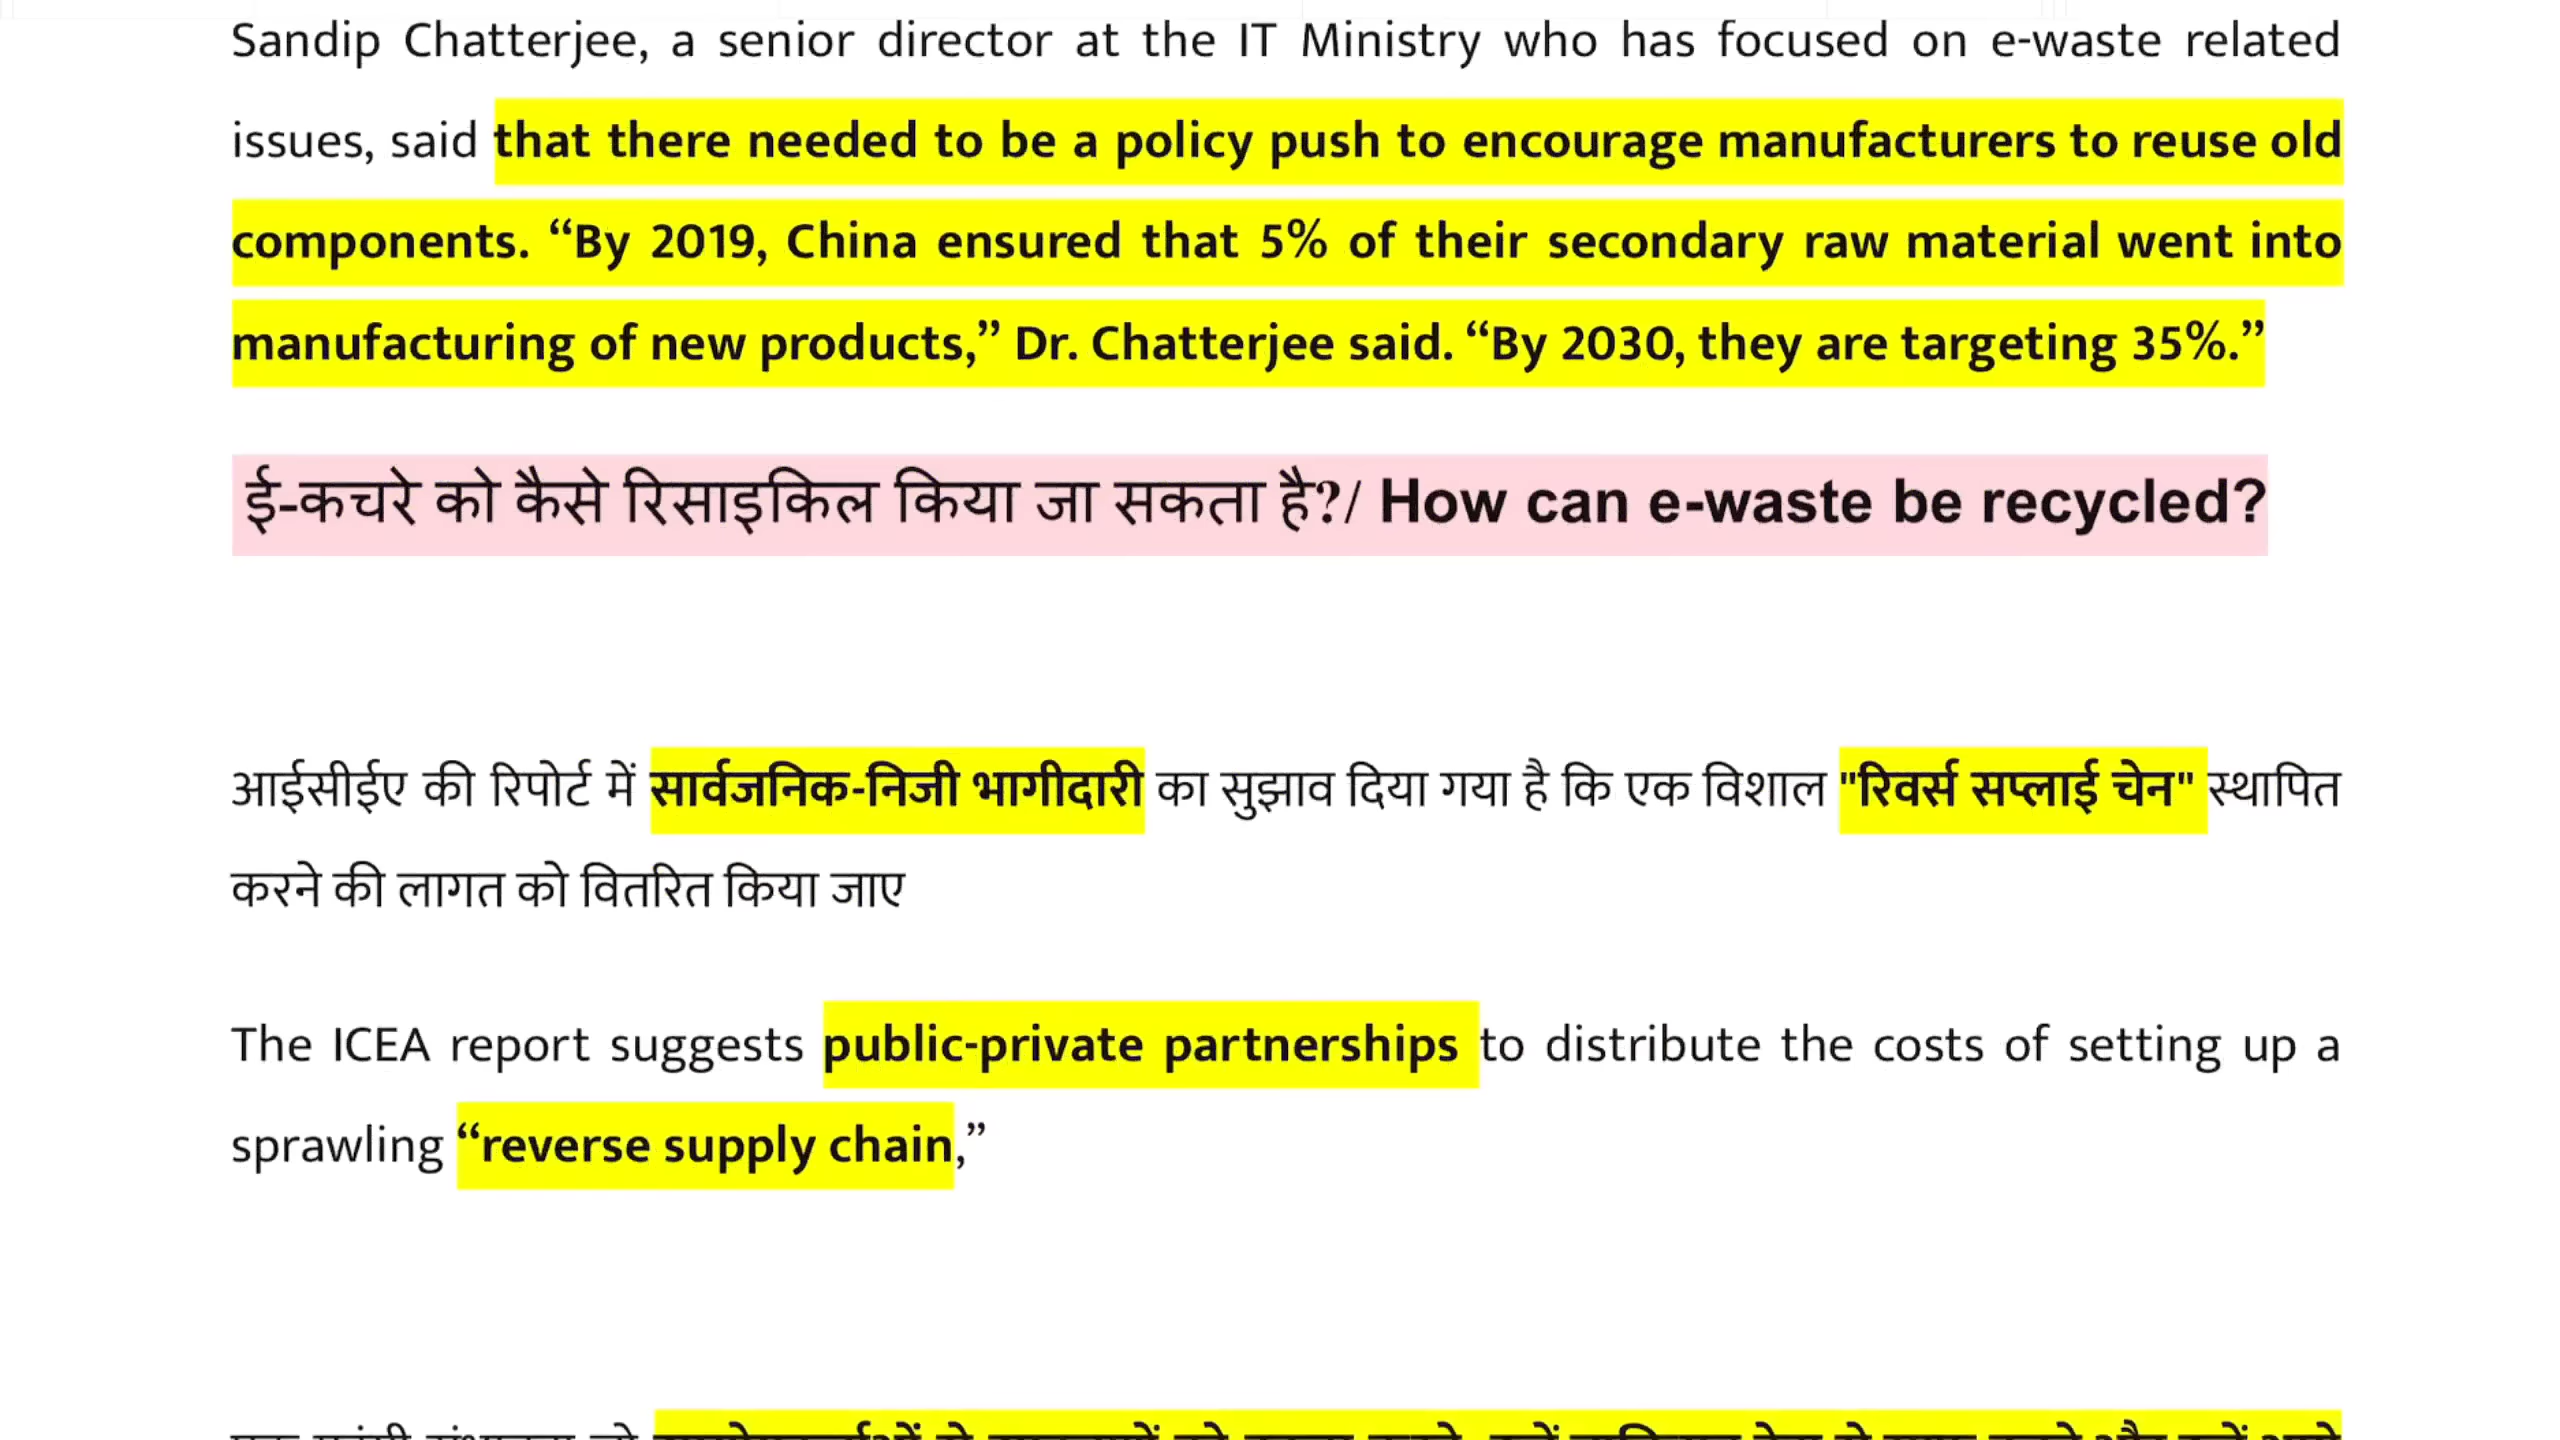 Sandip Chatterjee, a senior director at the IT Ministry who has focused on e-waste related
issues, said that there needed to be a policy push to encourage manufacturers to reuse old
components. “By 2019, China ensured that 5% of their secondary raw material went into
manufacturing of new products,” Dr. Chatterjee said. “By 2030, they are targeting 35%.”
ई-कचरे को कैसे रिसाइकिल किया जा सकता है?/ How can e-waste be recycled?
आईसीईए की रिपोर्ट में सार्वजनिक-निजी भागीदारी का सुझाव दिया गया है कि एक विशाल "रिवर्स सप्लाई चेन" स्थापित
करने की लागत को वितरित किया जाए
The ICEA report suggests public-private partnerships to distribute the costs of setting up a
sprawling “reverse supply chain,”